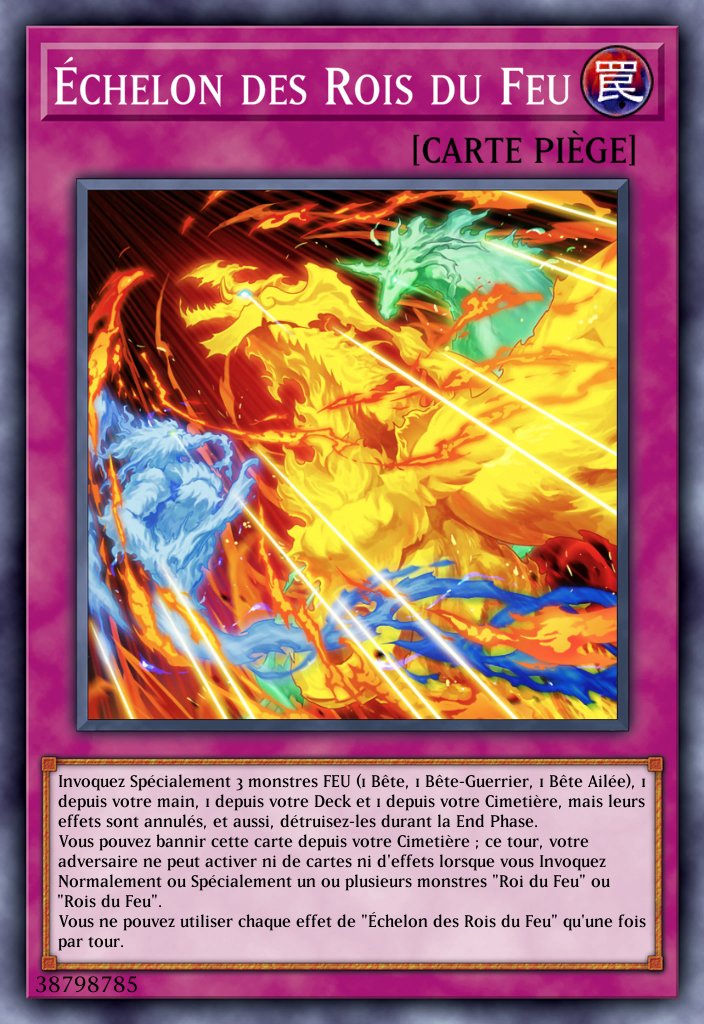 Échelon des Rois du Feu 罠
[CARTE PIÈGE]
Invoquez Spécialement 3 monstres FEU (1 Bête, 1 Bête-Guerrier, 1 Bête Ailée), 1
depuis votre main, 1 depuis votre Deck et 1 depuis votre Cimetière, mais leurs
effets sont annulés, et aussi, détruisez-les durant la End Phase.
Vous pouvez bannir cette carte depuis votre Cimetière ; ce tour, votre
adversaire ne peut activer ni de cartes ni d'effets lorsque vous Invoquez
Normalement ou Spécialement un ou plusieurs monstres "Roi du Feu" ou
"Rois du Feu".
Vous ne pouvez utiliser chaque effet de "Échelon des Rois du Feu" qu'une fois
par tour.
38798785